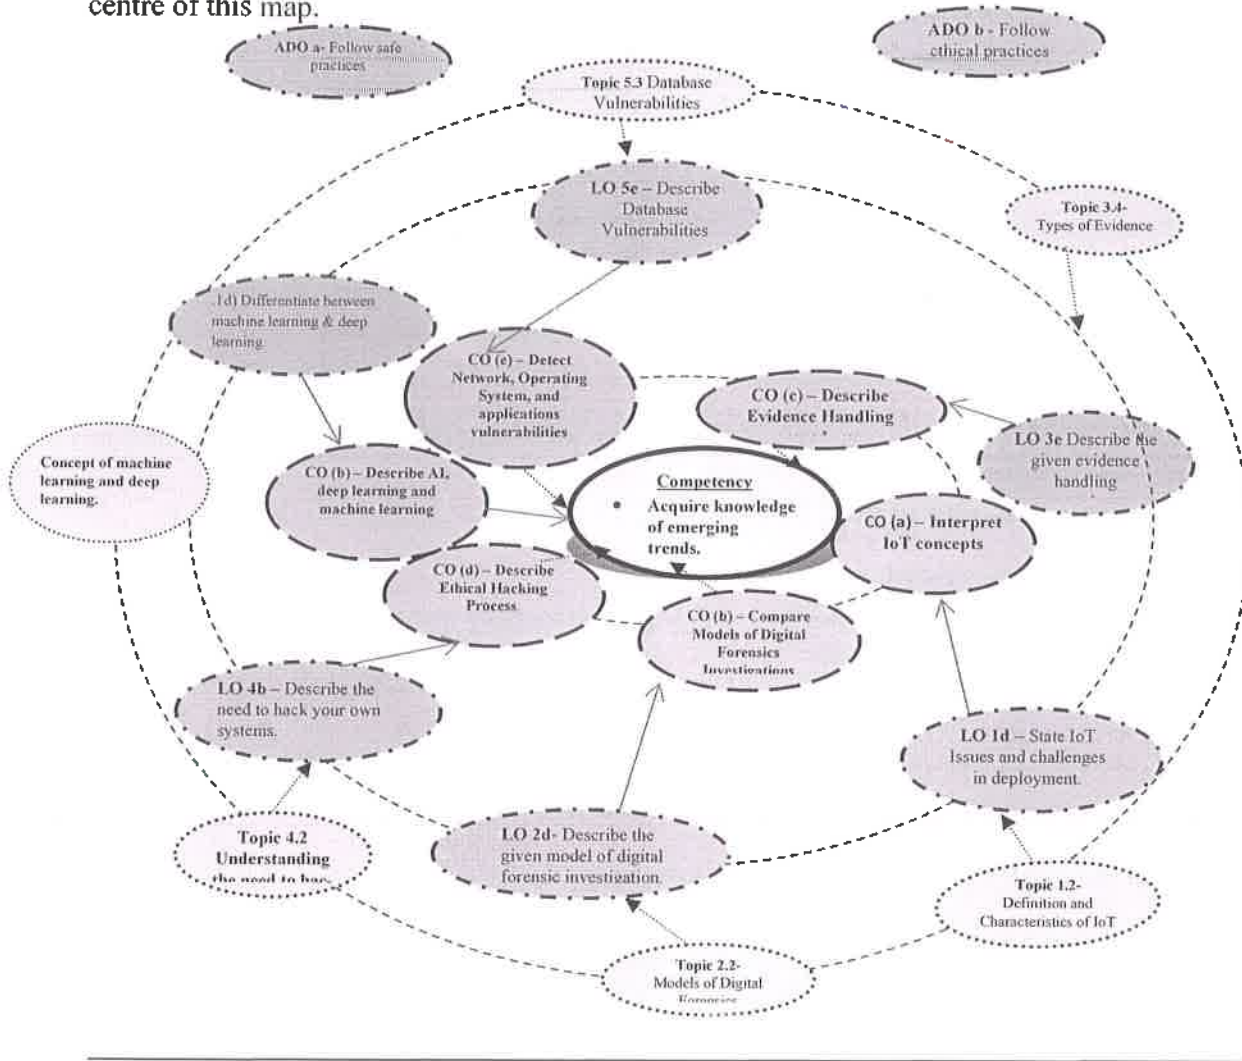 centre of this map.
ADO a- Follow safe
practices
ADO b - Follow
ethical practices
Topic 5.3 Database
Vulnerabilities
LO 5e – Describe
Database
Vulnerabilities
Topic 3.4-
Types of Evidence
.1d) Differentiate between
machine learning & deep
learning.
CO (e) – Detect
Network, Operating
System, and
applications
vulnerabilities
CO (c) – Describe
Evidence Handling
LO 3e Describe the
given evidence
handling
Concept of machine
learning and deep
learning.
CO (b) – Describe AI,
deep learning and
machine learning
Competency
• Acquire knowledge
of emerging
trends.
CO (a) – Interpret
IoT concepts
CO (d) – Describe
Ethical Hacking
Process
CO (b) – Compare
Models of Digital
Forensics
Investigations
LO 4b – Describe the
need to hack your own
systems.
LO 1d – State IoT
Issues and challenges
in deployment.
Topic 4.2
Understanding
the need to
LO 2d- Describe the
given model of digital
forensic investigation.
Topic 1.2-
Definition and
Characteristics of IoT
Topic 2.2-
Models of Digital